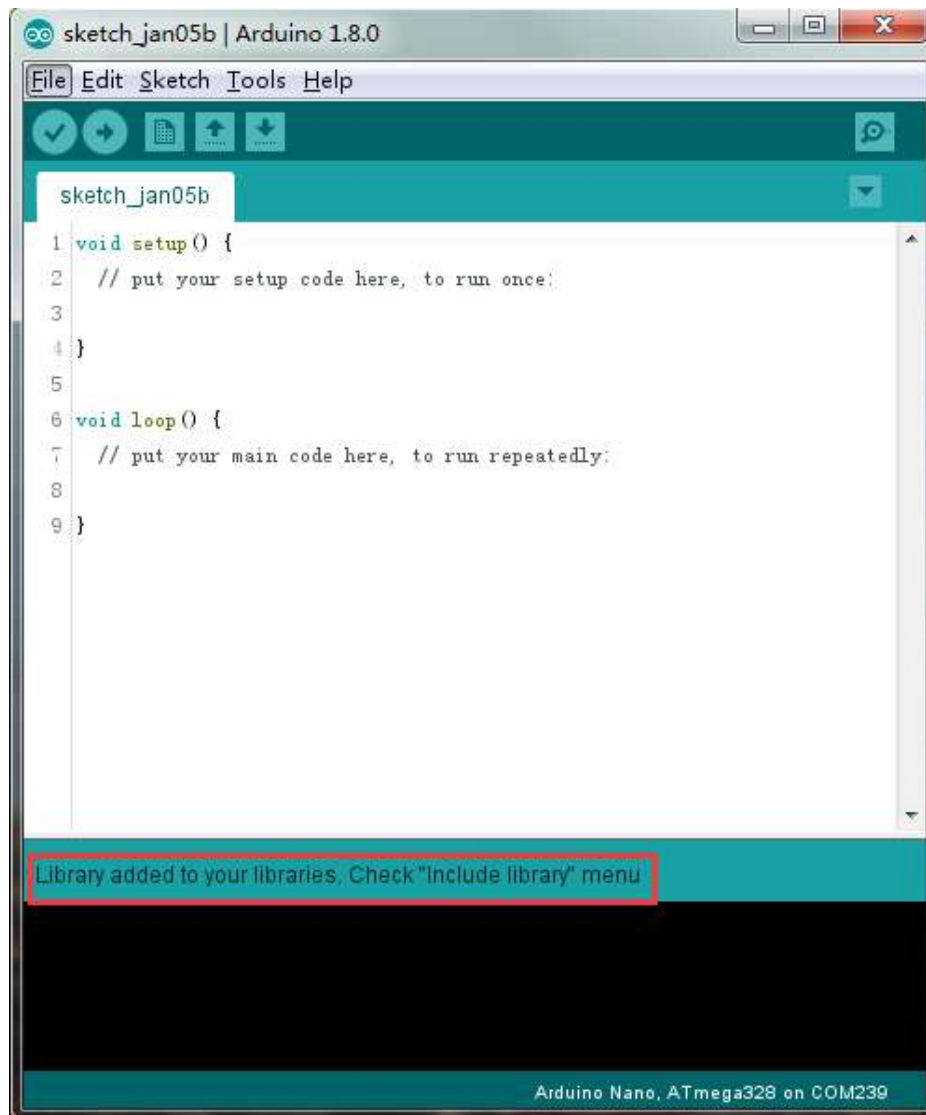 sketch_jan05b | Arduino 1.8.0
File Edit Sketch Tools Help
sketch_jan05b
1 void setup() {
2 // put your setup code here, to run once:
3
4 }
5
6 void loop() {
7 // put your main code here, to run repeatedly:
8
9 }
Library added to your libraries. Check "Include library" menu
Arduino Nano, ATmega328 on COM239